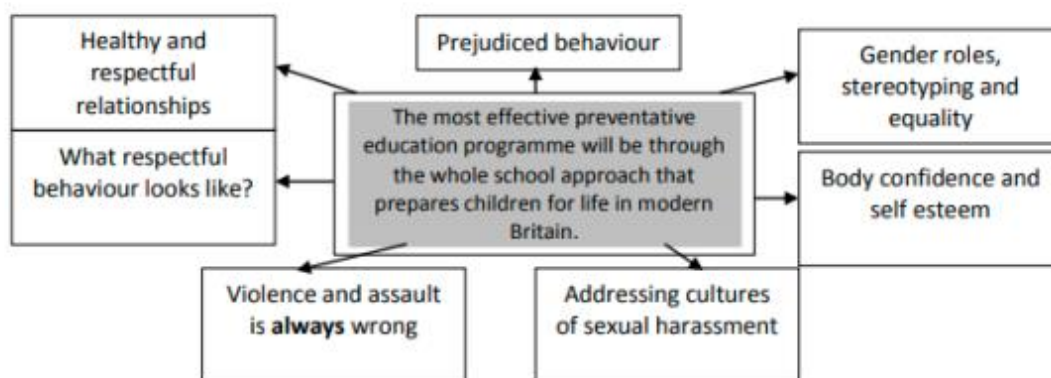 Healthy and
respectful
relationships
Prejudiced behaviour
Gender roles,
stereotyping and
equality
What respectful
behaviour looks like?
The most effective preventative
education programme will be through
the whole school approach that
prepares children for life in modern
Britain.
Body confidence and
self esteem
Violence and assault
is always wrong
Addressing cultures
of sexual harassment